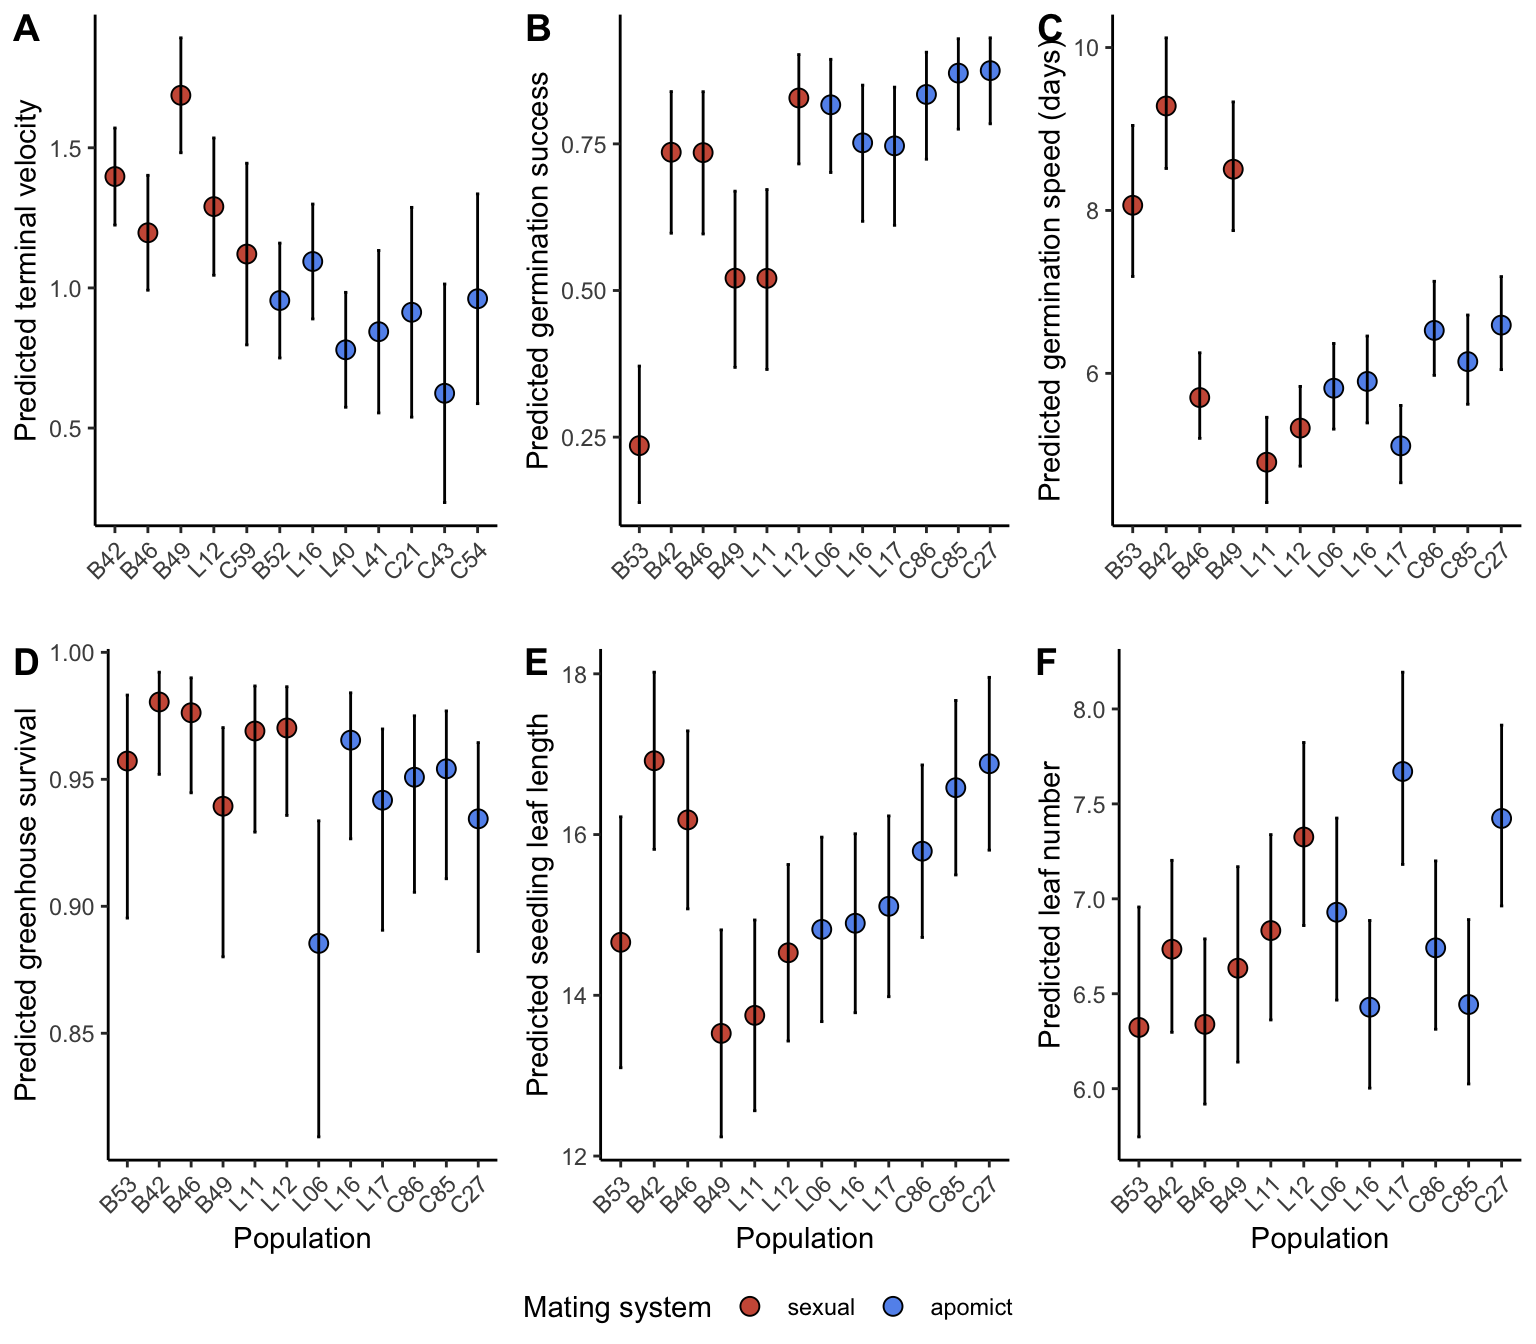 A
Predicted terminal velocity
1.5
1.0
0.5
B42 B46 B49 L12 C59 B52 L16 L40 L41 C21 C43 C54
B
Predicted germination success
0.75
0.50
0.25
B53 B42 B46 B49 L11 L12 L06 L16 L17 C86 C85 C27
C
Predicted germination speed (days)
10
8
6
B53 B42 B46 B49 L11 L12 L06 L16 L17 C86 C85 C27
D
Predicted greenhouse survival
1.00
0.95
0.90
0.85
B53 B42 B46 B49 L11 L12 L06 L16 L17 C86 C85 C27
Population
E
Predicted seedling leaf length
18
16
14
12
B53 B42 B46 B49 L11 L12 L06 L16 L17 C86 C85 C27
Population
F
Predicted leaf number
8.0
7.5
7.0
6.5
6.0
B53 B42 B46 B49 L11 L12 L06 L16 L17 C86 C85 C27
Population
Mating system sexual apomict